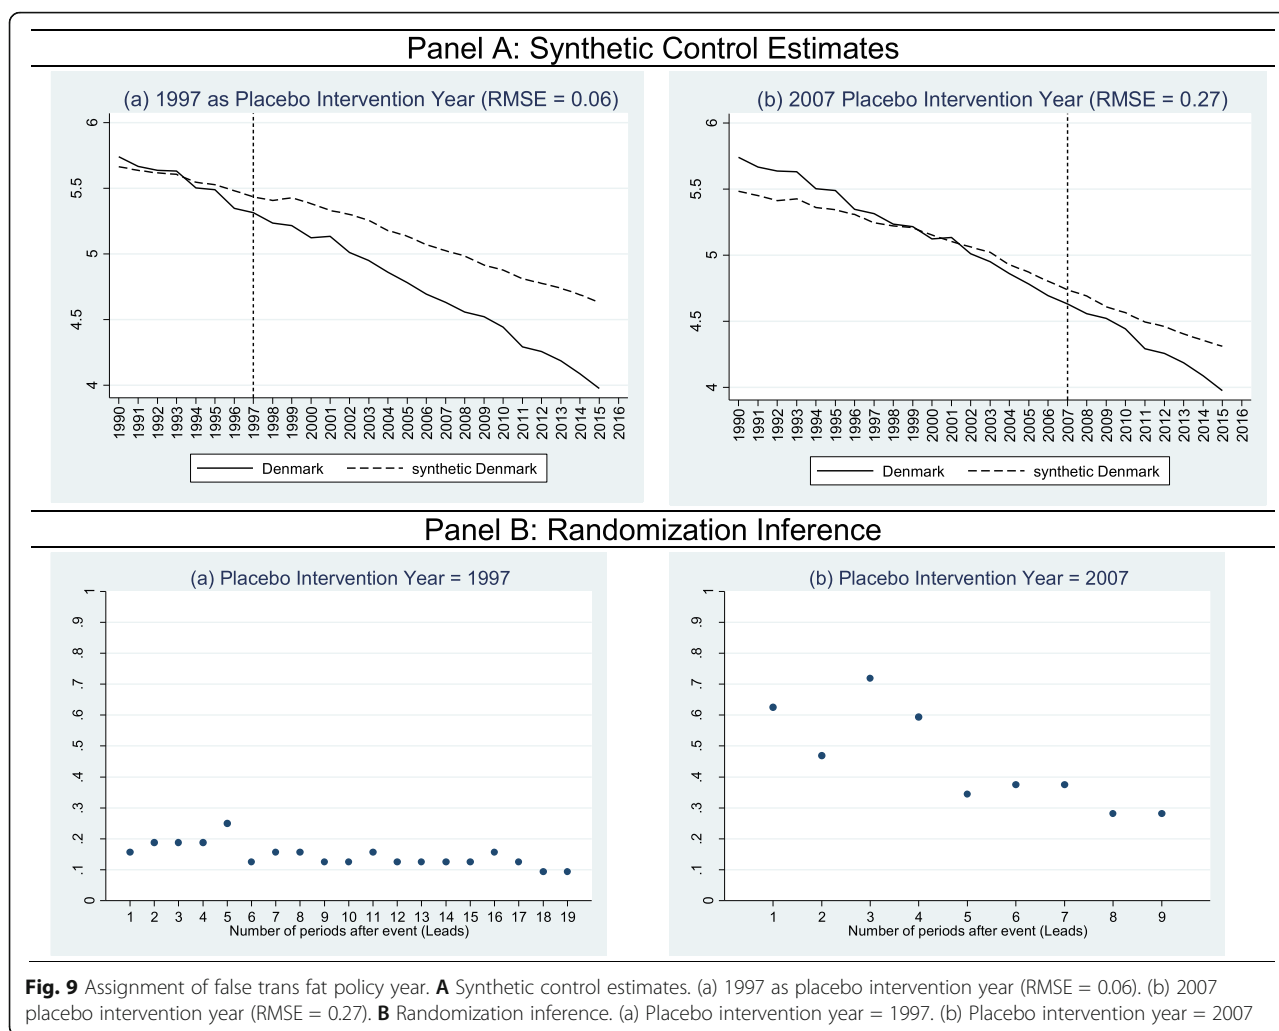 Panel A: Synthetic Control Estimates
(a) 1997 as Placebo Intervention Year (RMSE = 0.06)
6
5.5
5
4.5
4
1990 1991 1992 1993 1994 1995 1996 1997 1998 1999 2000 2001 2002 2003 2004 2005 2006 2007 2008 2009 2010 2011 2012 2013 2014 2015 2016
Denmark synthetic Denmark
(b) 2007 Placebo Intervention Year (RMSE = 0.27)
6
5.5
5
4.5
4
1990 1991 1992 1993 1994 1995 1996 1997 1998 1999 2000 2001 2002 2003 2004 2005 2006 2007 2008 2009 2010 2011 2012 2013 2014 2015 2016
Denmark synthetic Denmark
Panel B: Randomization Inference
(a) Placebo Intervention Year = 1997
1
.9
.8
.7
.6
.5
.4
.3
.2
.1
0
1 2 3 4 5 6 7 8 9 10 11 12 13 14 15 16 17 18 19
Number of periods after event (Leads)
(b) Placebo Intervention Year = 2007
1
.9
.8
.7
.6
.5
.4
.3
.2
.1
0
1 2 3 4 5 6 7 8 9
Number of periods after event (Leads)
Fig. 9 Assignment of false trans fat policy year. A Synthetic control estimates. (a) 1997 as placebo intervention year (RMSE = 0.06). (b) 2007
placebo intervention year (RMSE = 0.27). B Randomization inference. (a) Placebo intervention year = 1997. (b) Placebo intervention year = 2007